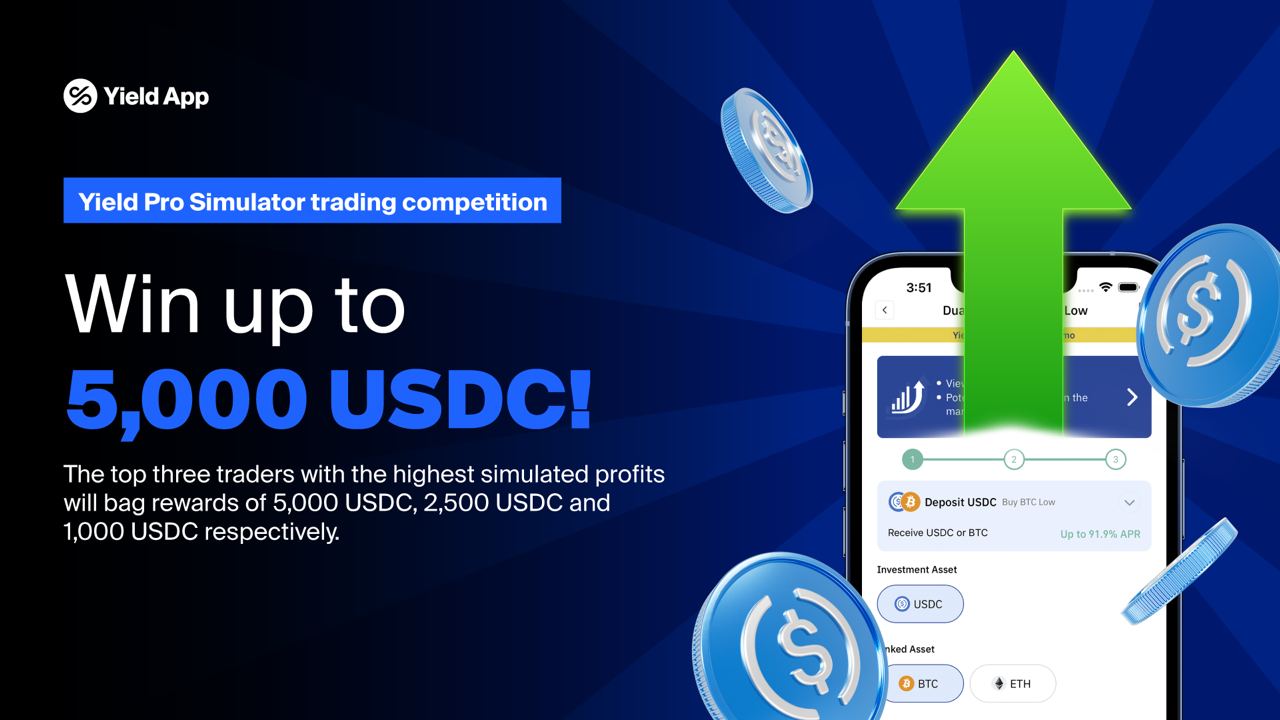 Yield App
Yield Pro Simulator trading competition
Win up to
5,000 USDC!
The top three traders with the highest simulated profits
will bag rewards of 5,000 USDC, 2,500 USDC and
1,000 USDC respectively.
3:51
Low
the
1 2 3
Deposit USDC Buy BTC Low
Receive USDC or BTC Up to 91.9% APR
Investment Asset
USDC
Asset
BTC ETH